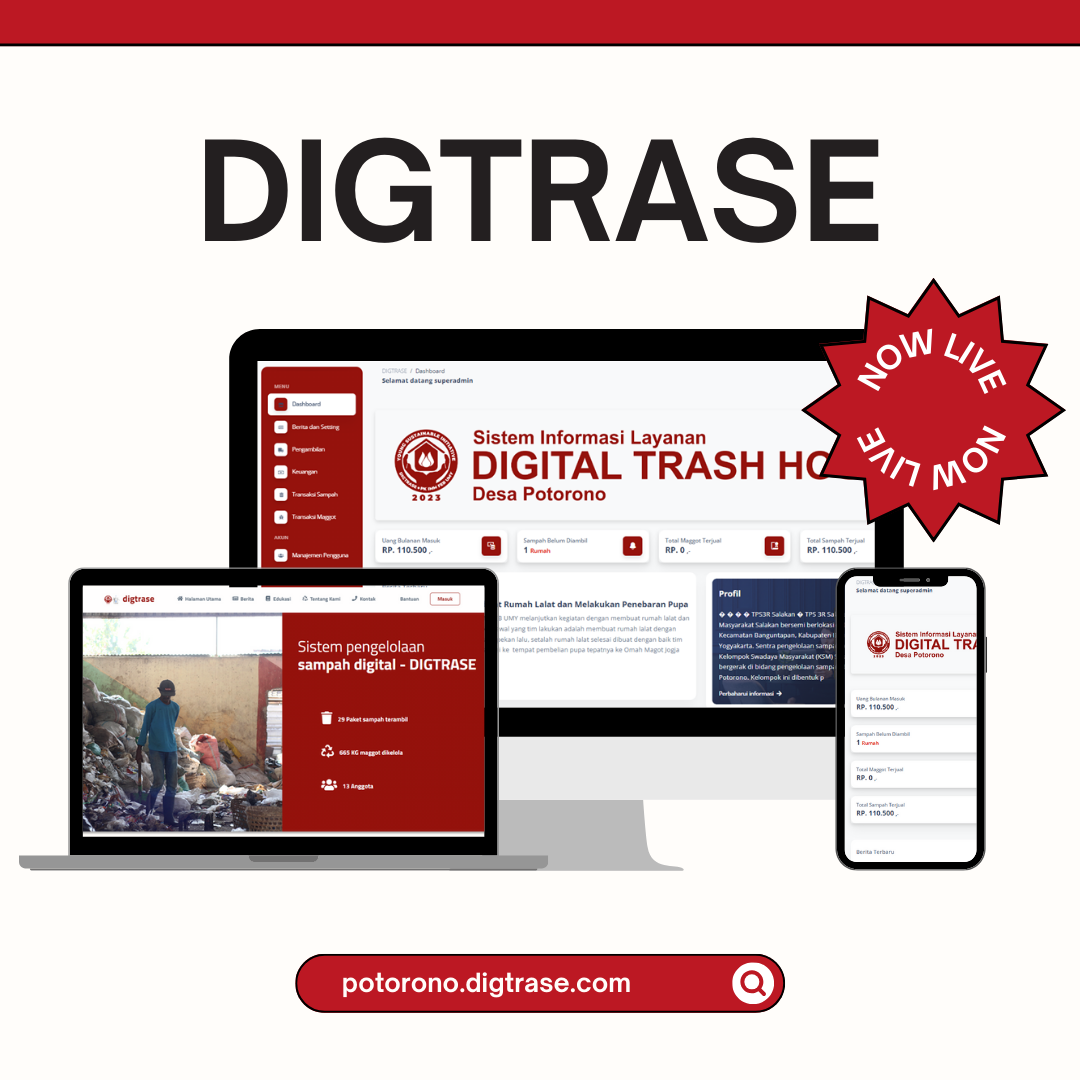 DIGTRASE
NOW LIVE
NOW LIVE
DIGTRASE / Dashboard
Selamat datang superadmin
MENU
Dashboard
Berita dan Setting
Pengambilan
Keuangan
Transaksi Sampah
Transaksi Maggot
AKUN
Manajemen Pengguna
YOUNG SUSTAINABLE INITIATIVE
2023
Sistem Informasi Layanan
DIGITAL TRASH HO
Desa Potorono
Uang Bulanan Masuk
RP. 110.500 ,-
Sampah Belum Diambil
1 Rumah
Total Maggot Terjual
RP. 0 ,-
Total Sampah Terjual
RP. 110.500 ,-
t Rumah Lalat dan Melakukan Penebaran Pupa
UMY melanjutkan kegiatan dengan membuat rumah lalat dan
wal yang tim lakukan adalah membuat rumah lalat dengan
ekan lalu, setalah rumah lalat selesai dibuat dengan baik tim
i ke tempat pembelian pupa tepatnya ke Omah Magot Jogja
Profil
� � � � TPS3R Salakan � TPS 3R Sa
Masyarakat Salakan bersemi berlokasi
Kecamatan Banguntapan, Kabupaten
Yogyakarta. Sentra pengelolaan samp
Kelompok Swadaya Masyarakat (KSM)
bergerak di bidang pengelolaan samp
Potorono. Kelompok ini dibentuk p
Perbaharui informasi →
digtrase
Halaman Utama
Berita
Edukasi
Tentang Kami
Kontak
Bantuan
Masuk
Sistem pengelolaan
sampah digital - DIGTRASE
29 Paket sampah terambil
665 KG maggot dikelola
13 Anggota
DIGTRA
Selamat datang superadmin
Sistem Informasi Layana
DIGITAL TRA
Desa Potorono
Uang Bulanan Masuk
RP. 110.500 ,-
Sampah Belum Diambil
1 Rumah
Total Maggot Terjual
RP. 0 ,-
Total Sampah Terjual
RP. 110.500 ,-
Berita Terbaru
potorono.digtrase.com